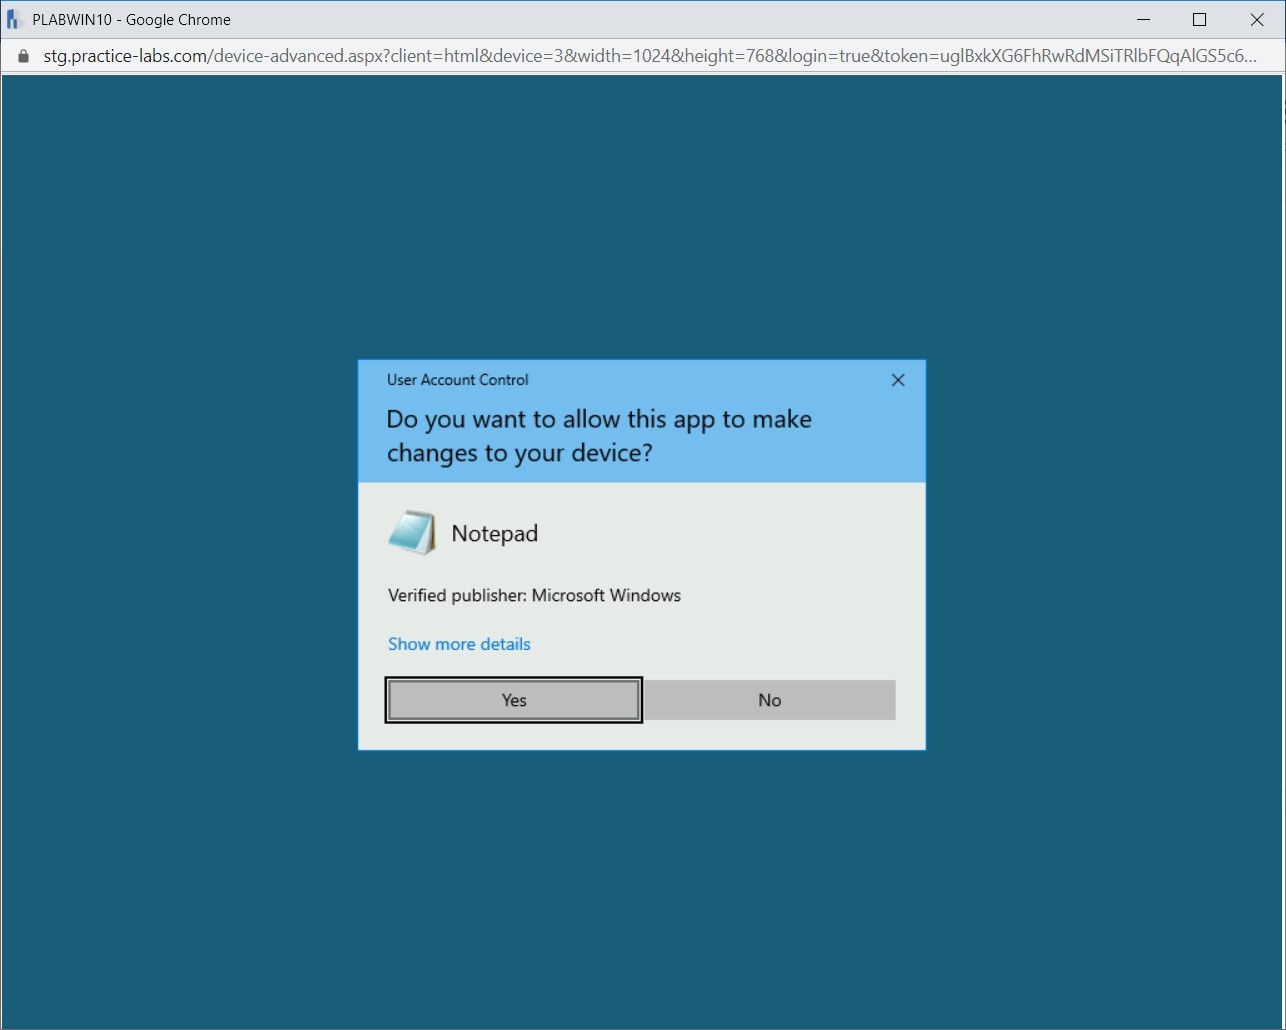 PLABWIN10 - Google Chrome
stg.practice-labs.com/device-advanced.aspx?client=html&device=3&width=1024&height=768&login=true&token=uglBxkXG6FhRwRdMSiTRlbFQqAlGS5c6...
User Account Control
Do you want to allow this app to make
changes to your device?
Notepad
Verified publisher: Microsoft Windows
Show more details
Yes No